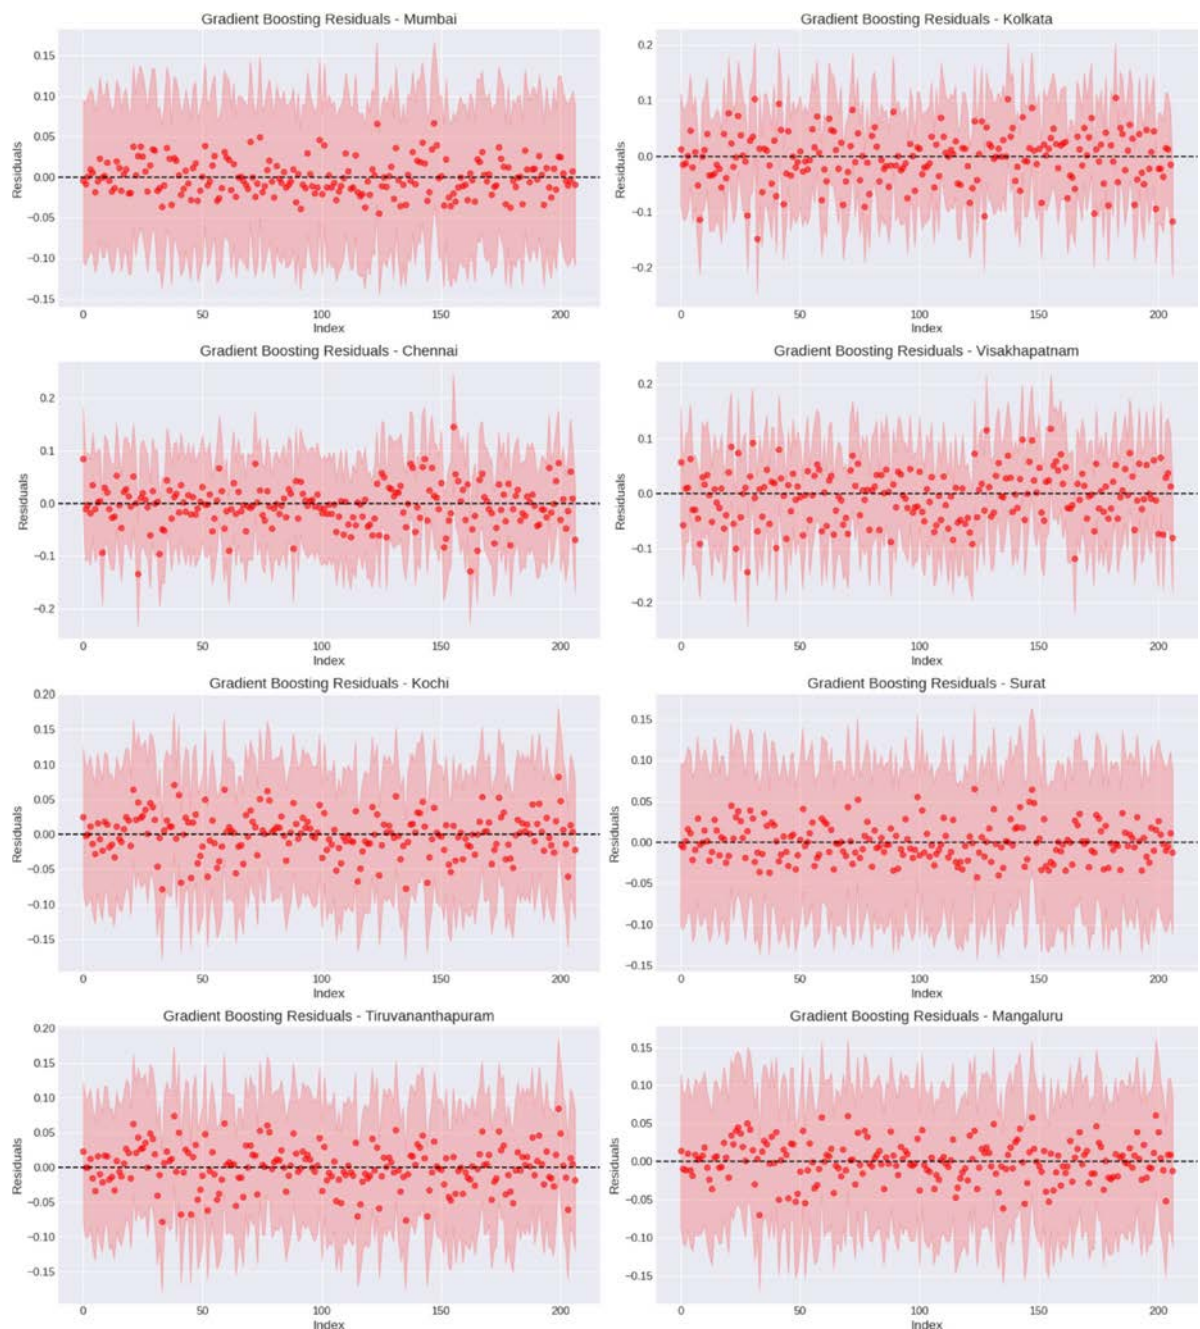 Gradient Boosting Residuals - Mumbai
0.15
0.10
0.05
0.00
−0.05
−0.10
−0.15
Residuals
0 50 100 150 200
Index
Gradient Boosting Residuals - Kolkata
0.2
0.1
0.0
−0.1
−0.2
Residuals
0 50 100 150 200
Index
Gradient Boosting Residuals - Chennai
0.2
0.1
0.0
−0.1
−0.2
Residuals
0 50 100 150 200
Index
Gradient Boosting Residuals - Visakhapatnam
0.2
0.1
0.0
−0.1
−0.2
Residuals
0 50 100 150 200
Index
Gradient Boosting Residuals - Kochi
0.20
0.15
0.10
0.05
0.00
−0.05
−0.10
−0.15
Residuals
0 50 100 150 200
Index
Gradient Boosting Residuals - Surat
0.15
0.10
0.05
0.00
−0.05
−0.10
−0.15
Residuals
0 50 100 150 200
Index
Gradient Boosting Residuals - Tiruvananthapuram
0.20
0.15
0.10
0.05
0.00
−0.05
−0.10
−0.15
Residuals
0 50 100 150 200
Index
Gradient Boosting Residuals - Mangaluru
0.15
0.10
0.05
0.00
−0.05
−0.10
−0.15
Residuals
0 50 100 150 200
Index